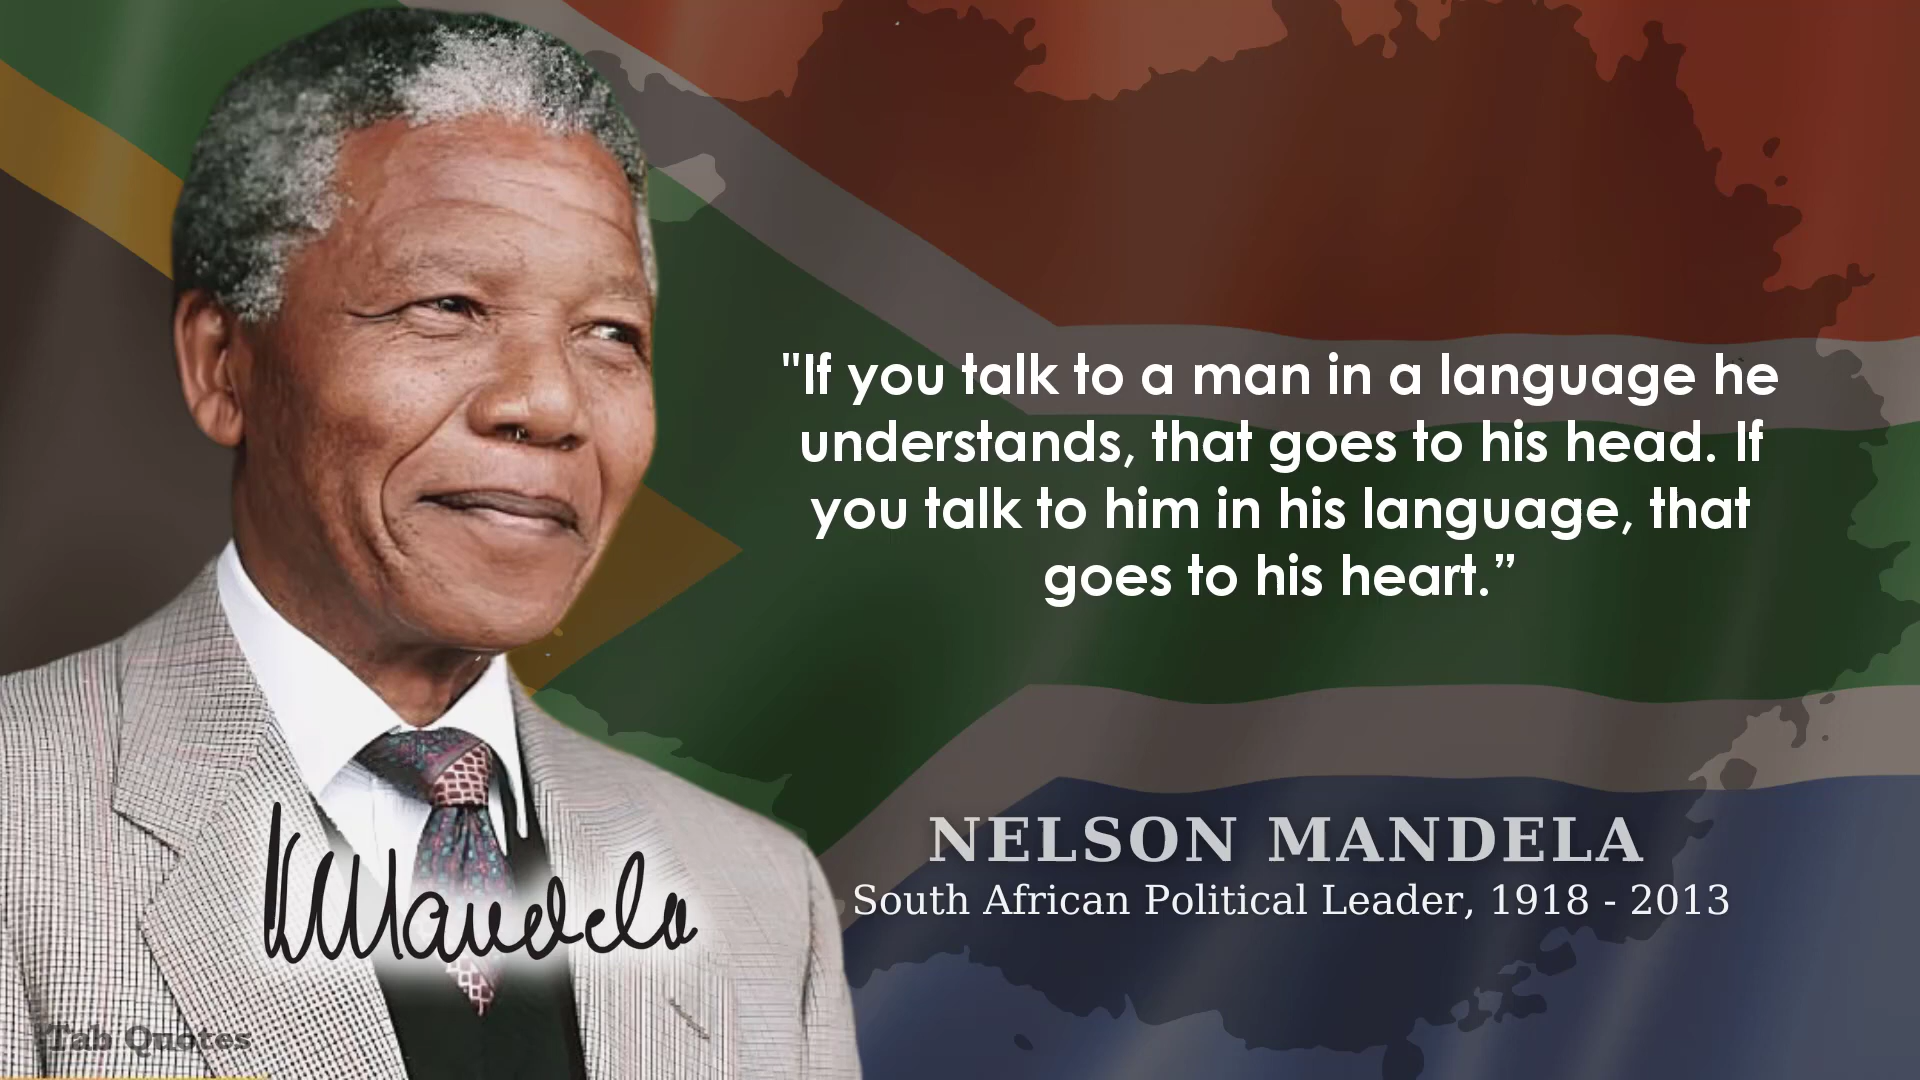 "If you talk to a man in a language he
understands, that goes to his head. If
you talk to him in his language, that
goes to his heart.”
NELSON MANDELA
South African Political Leader, 1918 - 2013
NMandela
Tab Quotes